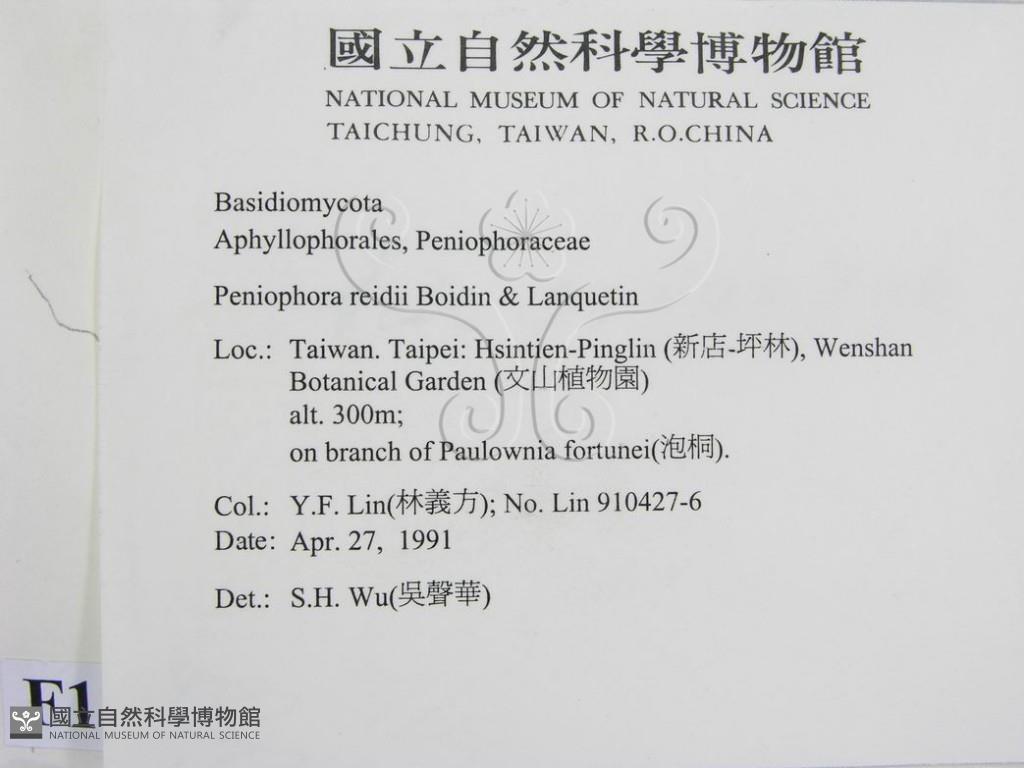 國立自然科學博物館
NATIONAL MUSEUM OF NATURAL SCIENCE
TAICHUNG, TAIWAN, R.O.CHINA
Basidiomycota
Aphyllophorales, Peniophoraceae
Peniophora reidii Boidin & Lanquetin
Loc.: Taiwan. Taipei: Hsintien-Pinglin (新店-坪林), Wenshan
Botanical Garden (文山植物園)
alt. 300m;
on branch of Paulownia fortunei(泡桐).
Col.: Y.F. Lin(林義方); No. Lin 910427-6
Date: Apr. 27, 1991
Det.: S.H. Wu(吳聲華)
F1
國立自然科學博物館
NATIONAL MUSEUM OF NATURAL SCIENCE